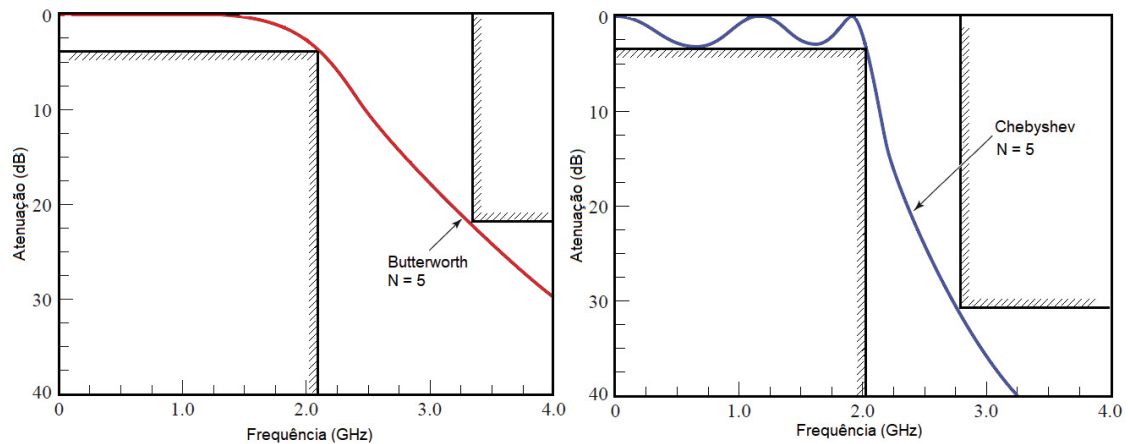 0
10
20
30
40
Atenuação (dB)
Butterworth
N = 5
0
1.0
2.0
3.0
4.0
Frequência (GHz)
0
10
20
30
40
Atenuação (dB)
Chebyshev
N = 5
0
1.0
2.0
3.0
4.0
Frequência (GHz)